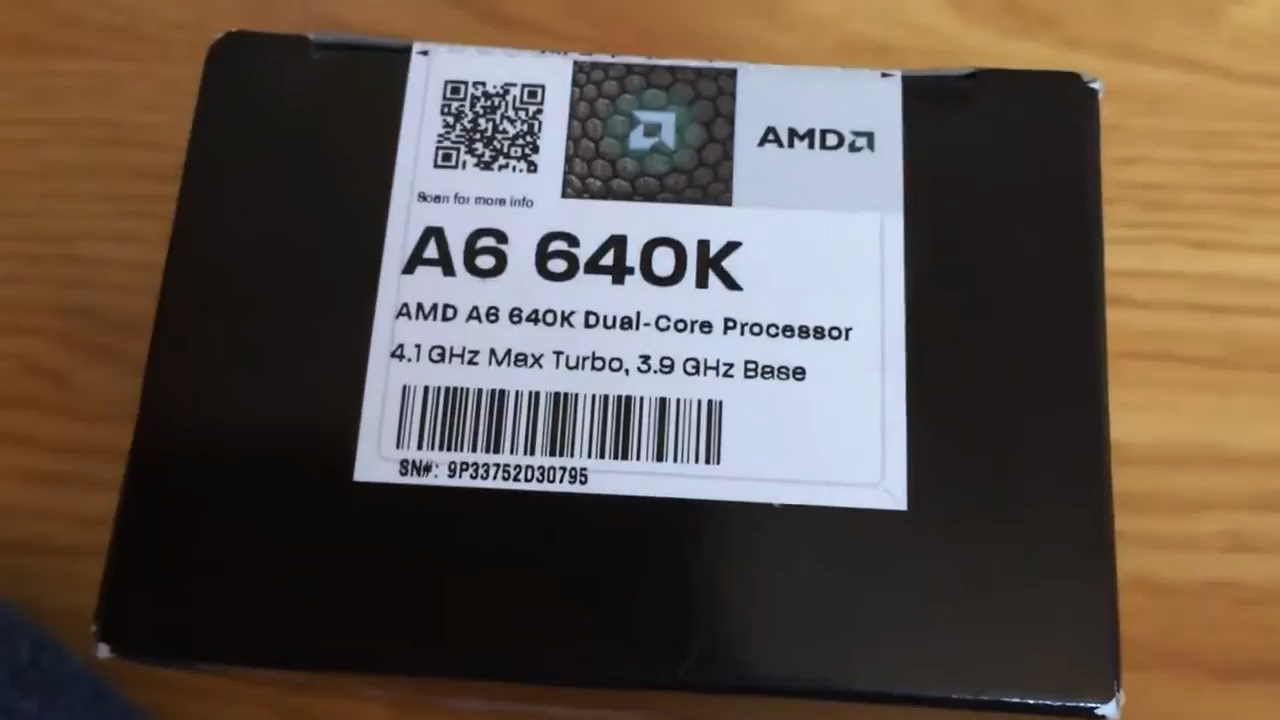 AMD
Scan for more info
A6 640K
AMD A6 640K Dual-Core Processor
4.1 GHz Max Turbo, 3.9 GHz Base
SN#: 9P33752D30795